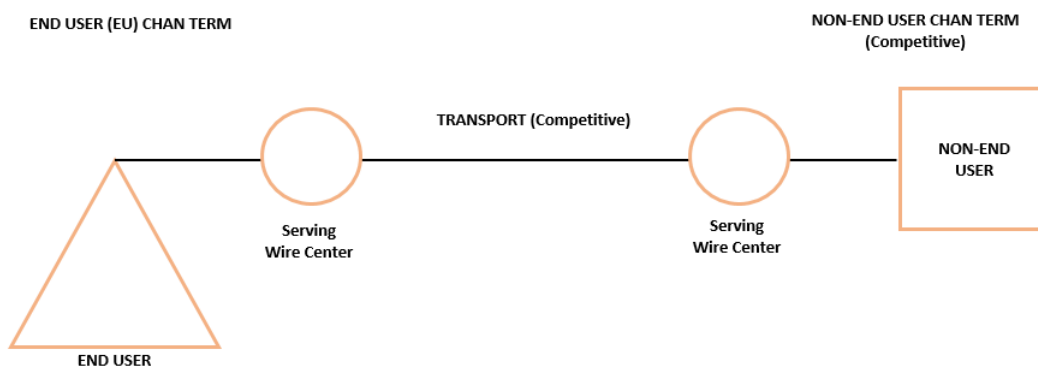 END USER (EU) CHAN TERM
NON-END USER CHAN TERM
(Competitive)
TRANSPORT (Competitive)
NON-END
USER
Serving
Wire Center
Serving
Wire Center
END USER